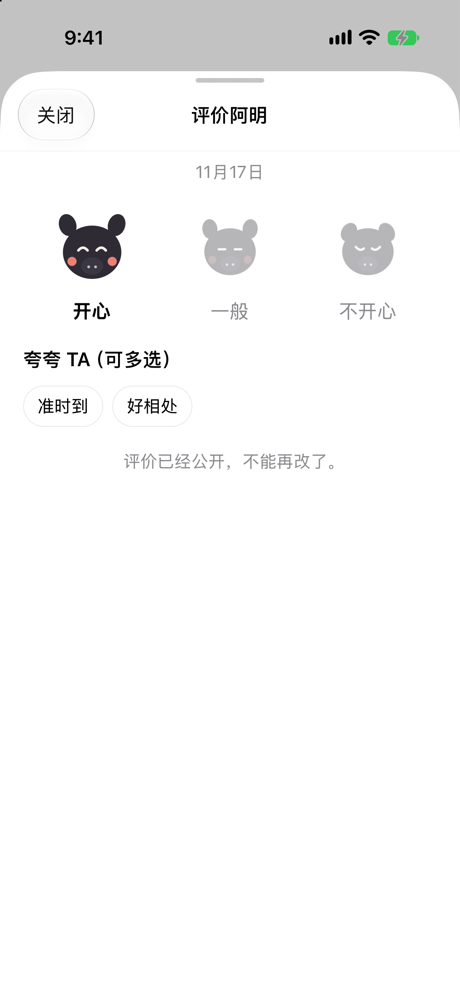 9:41
关闭
评价阿明
11月17日
开心
一般
不开心
夸夸 TA（可多选）
准时到
好相处
评价已经公开，不能再改了。